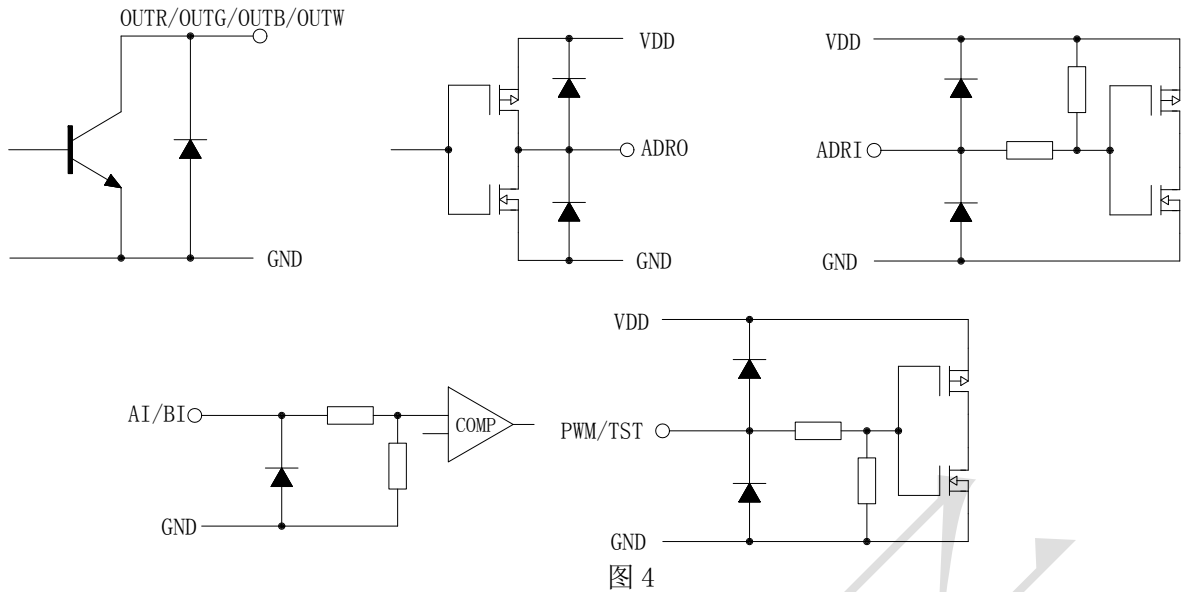 OUTR/OUTG/OUTB/OUTW
GND
VDD
ADRO
GND
VDD
ADRI
GND
AI/BI
COMP
GND
VDD
PWM/TST
GND
图 4